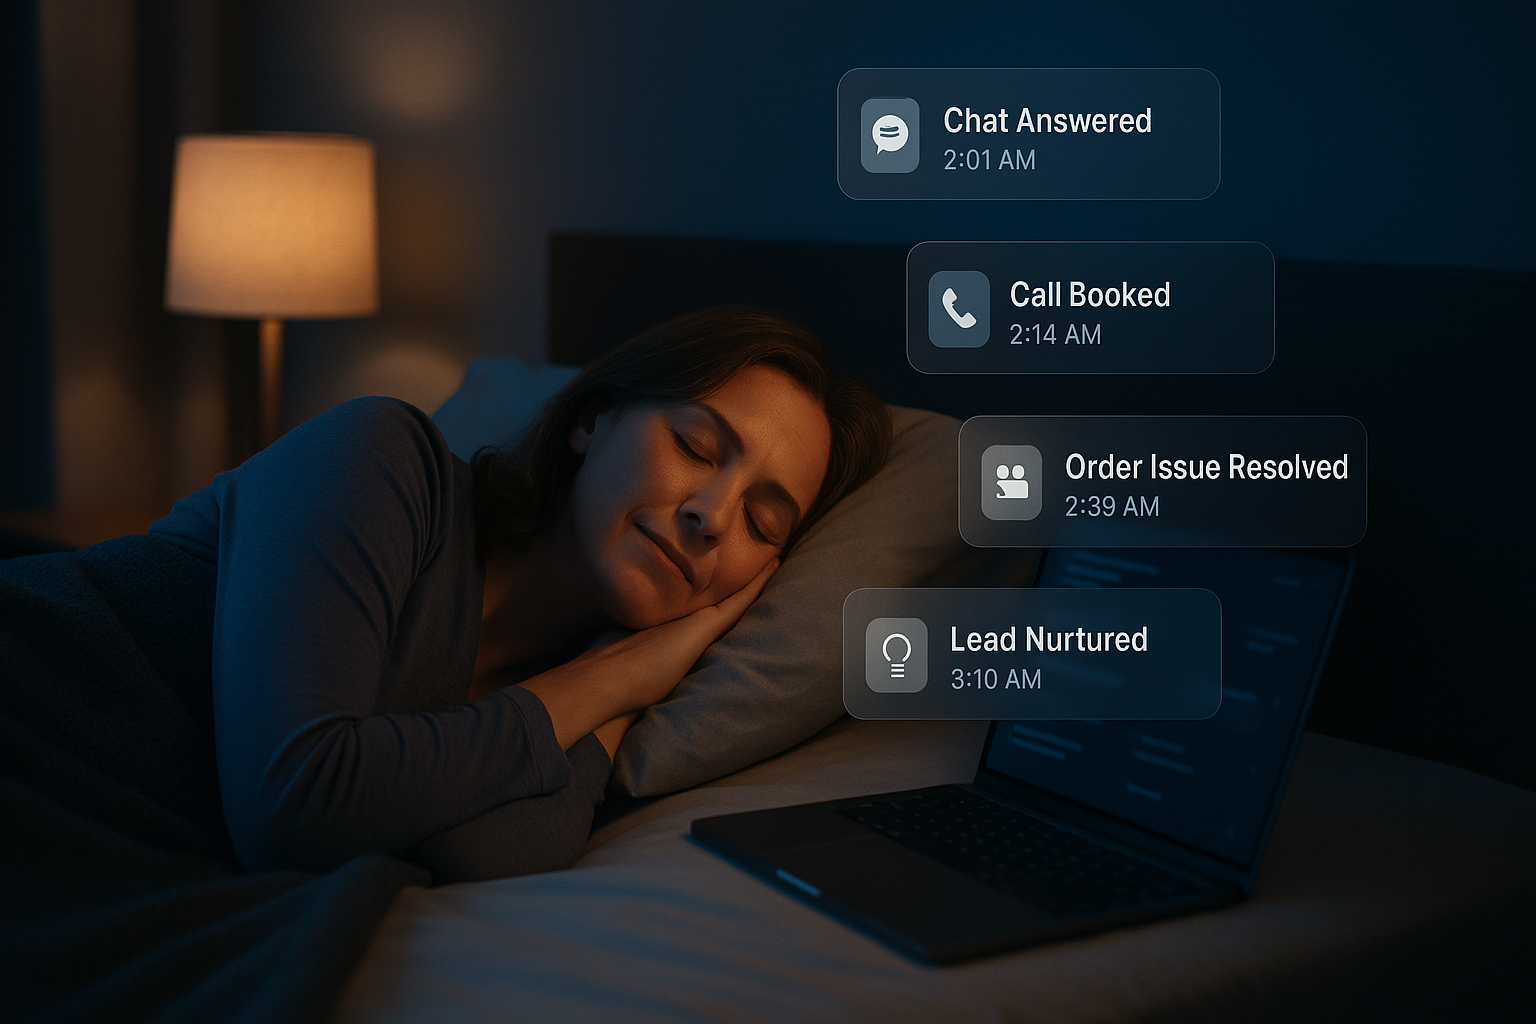 Chat Answered
2:01 AM
Call Booked
2:14 AM
Order Issue Resolved
2:39 AM
Lead Nurtured
3:10 AM